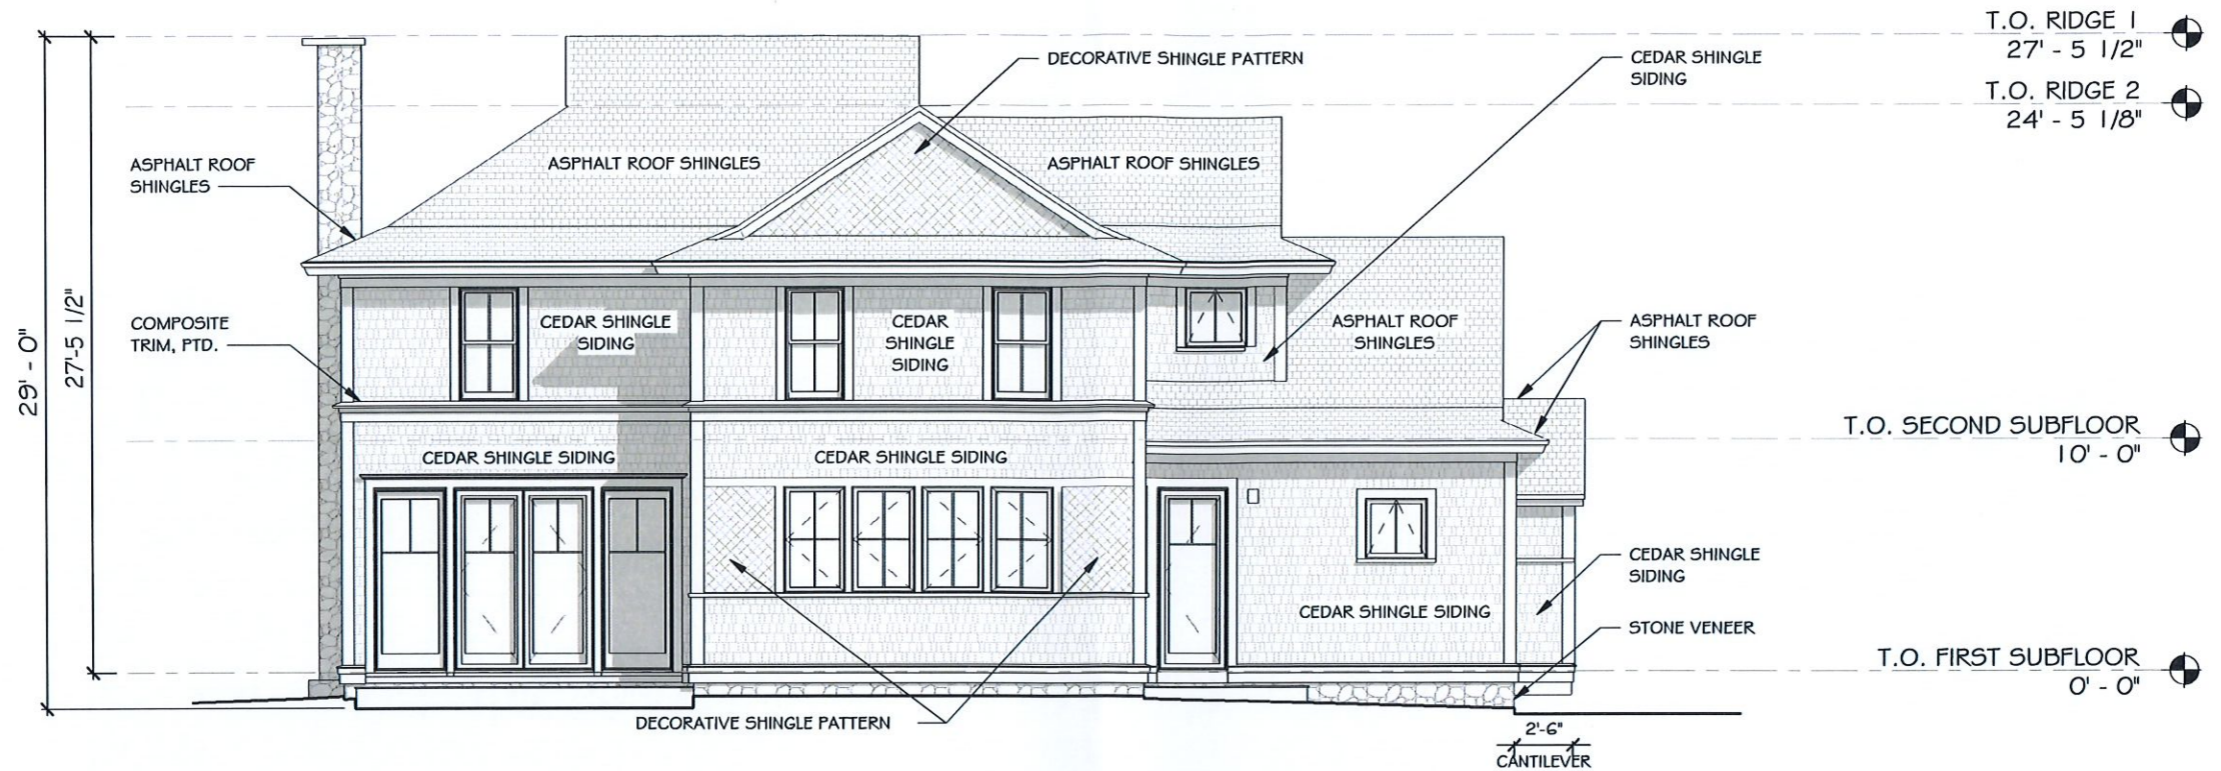 T.O. RIDGE 1
27' - 5 1/2"
DECORATIVE SHINGLE PATTERN
CEDAR SHINGLE
SIDING
T.O. RIDGE 2
24' - 5 1/8"
ASPHALT ROOF
SHINGLES
ASPHALT ROOF SHINGLES
ASPHALT ROOF SHINGLES
29' - 0"
27'-5 1/2"
COMPOSITE
TRIM, PTD.
CEDAR SHINGLE
SIDING
CEDAR
SHINGLE
SIDING
ASPHALT ROOF
SHINGLES
ASPHALT ROOF
SHINGLES
T.O. SECOND SUBFLOOR
10' - 0"
CEDAR SHINGLE SIDING
CEDAR SHINGLE SIDING
CEDAR SHINGLE
SIDING
CEDAR SHINGLE SIDING
STONE VENEER
T.O. FIRST SUBFLOOR
0' - 0"
DECORATIVE SHINGLE PATTERN
2'-6"
CANTILEVER